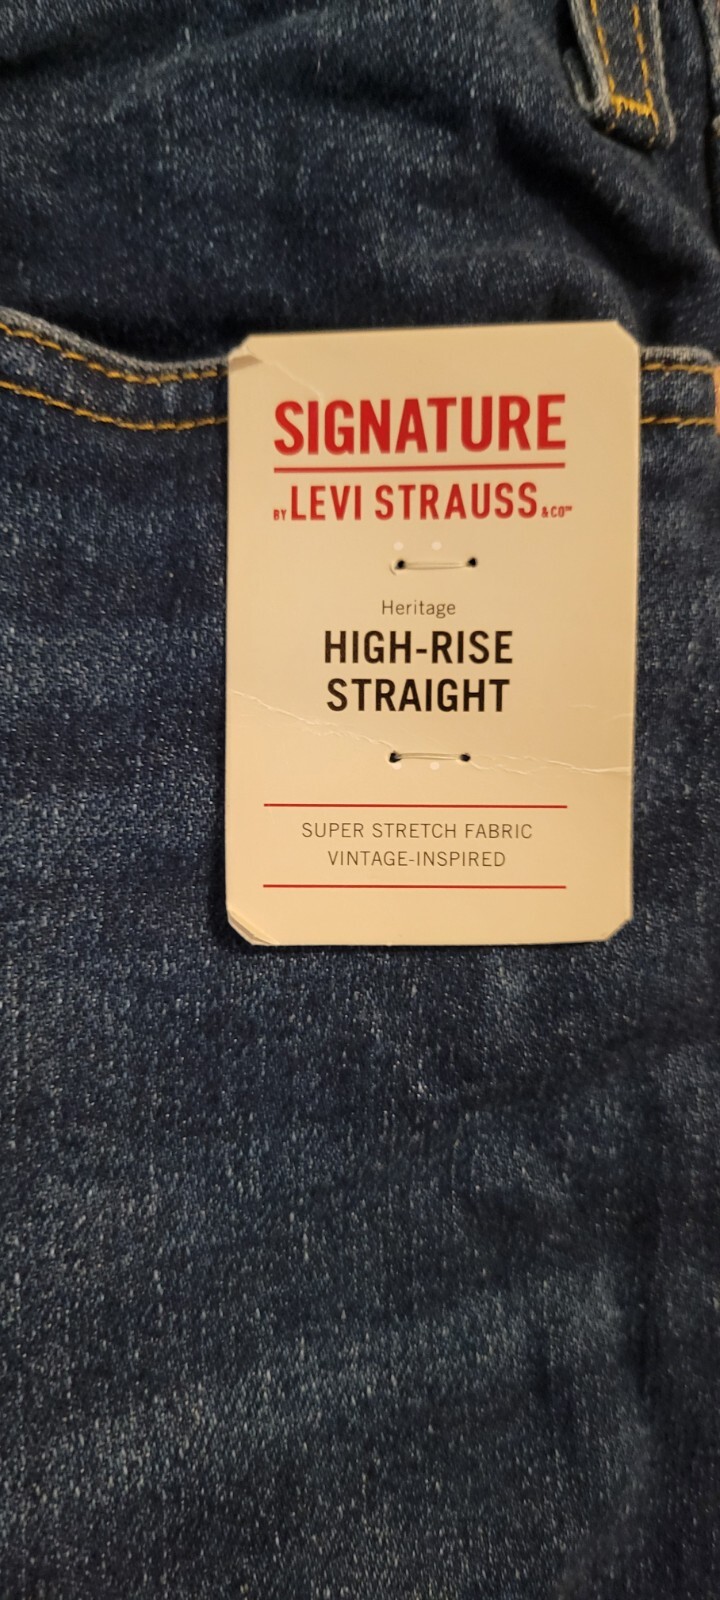 SIGNATURE
BY LEVI STRAUSS & CO™
Heritage
HIGH-RISE
STRAIGHT
SUPER STRETCH FABRIC
VINTAGE-INSPIRED